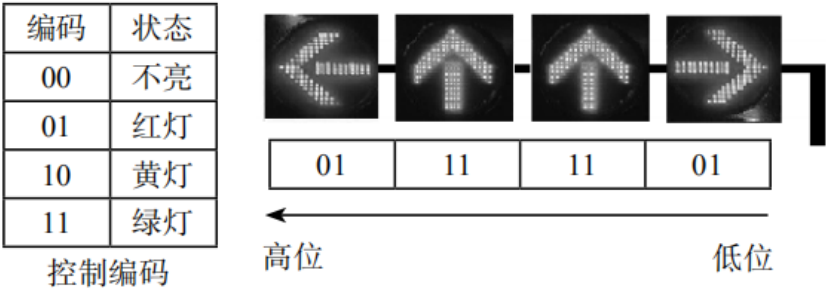 编码 状态
00 不亮
01 红灯
10 黄灯
11 绿灯
控制编码
01 11 11 01
高位 低位